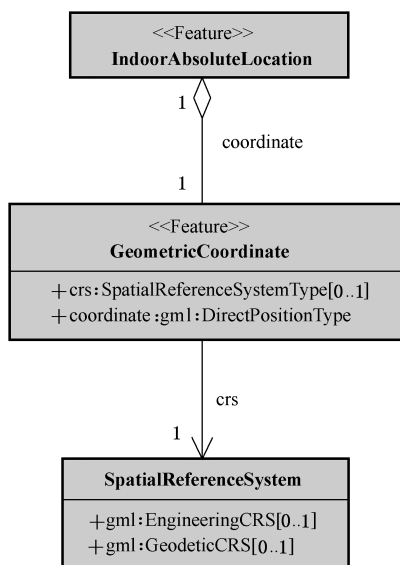 <<Feature>>
IndoorAbsoluteLocation
1
coordinate
1
<<Feature>>
GeometricCoordinate
+crs:SpatialReferenceSystemType[0..1]
+coordinate:gml:DirectPositionType
crs
1
SpatialReferenceSystem
+gml:EngineeringCRS[0..1]
+gml:GeodeticCRS[0..1]